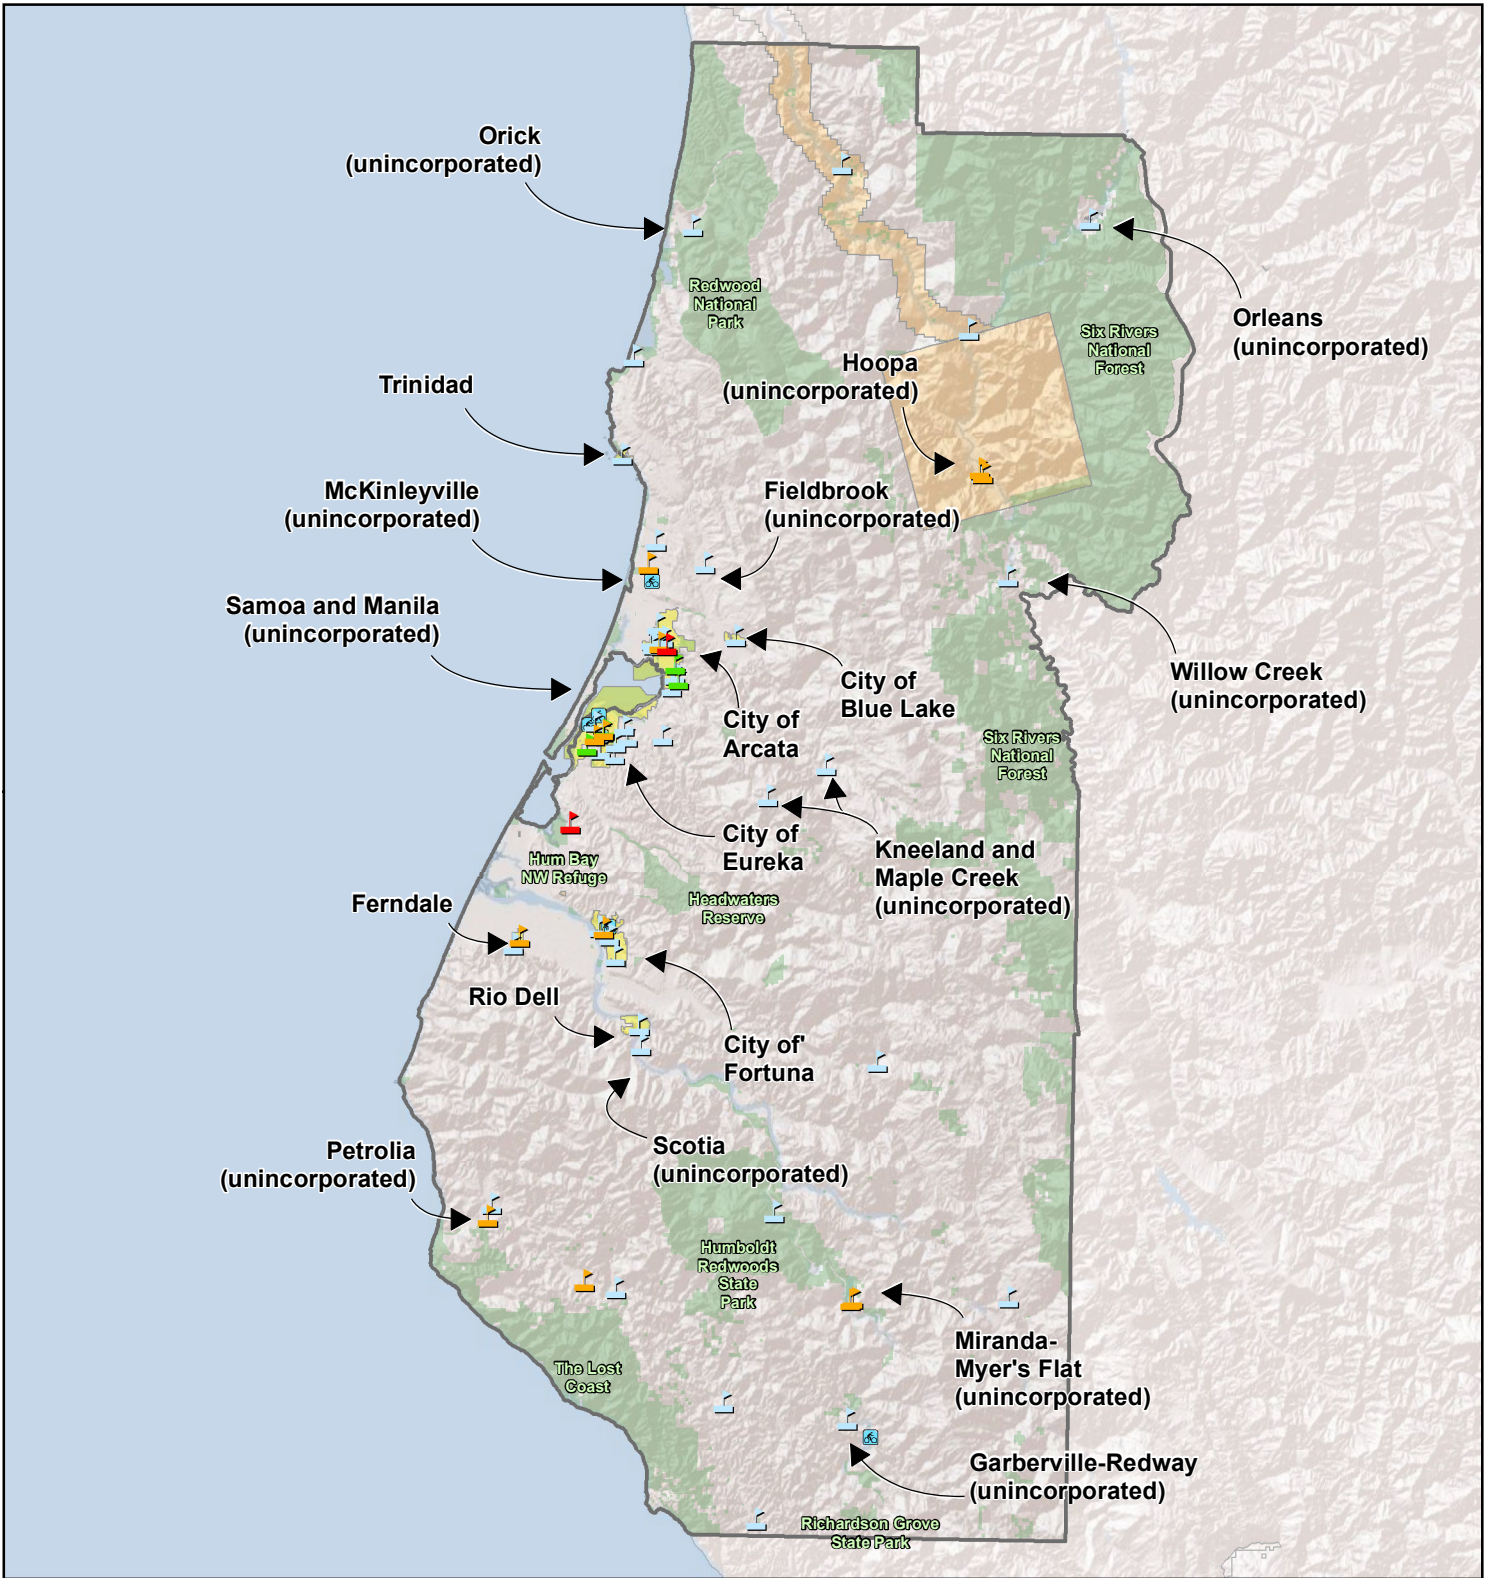 Orick
(unincorporated)
Redwood
National
Park
Orleans
(unincorporated)
Six Rivers
National
Forest
Hoopa
(unincorporated)
Trinidad
McKinleyville
(unincorporated)
Fieldbrook
(unincorporated)
Samoa and Manila
(unincorporated)
City of
Blue Lake
Willow Creek
(unincorporated)
City of
Arcata
Six Rivers
National
Forest
City of
Eureka
Kneeland and
Maple Creek
(unincorporated)
Hum Bay
NW Refuge
Headwaters
Reserve
Ferndale
Rio Dell
City of'
Fortuna
Scotia
(unincorporated)
Petrolia
(unincorporated)
Humboldt
Redwoods
State
Park
Miranda-
Myer's Flat
(unincorporated)
The Lost
Coast
Garberville-Redway
(unincorporated)
Richardson Grove
State Park